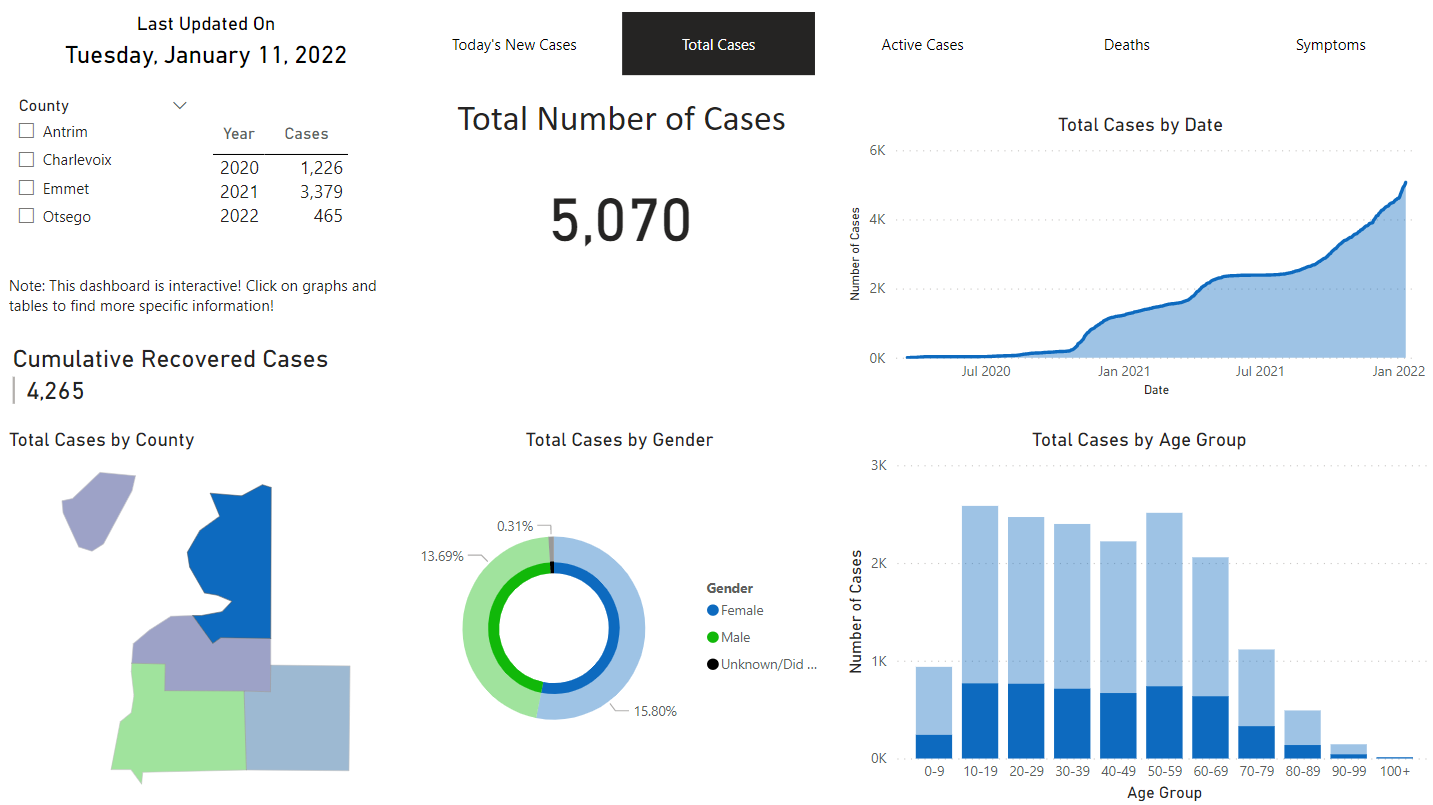 Last Updated On
Tuesday, January 11, 2022
Today's New Cases
Total Cases
Active Cases
Deaths
Symptoms
County
Antrim
Charlevoix
Emmet
Otsego
Year Cases
2020 1,226
2021 3,379
2022 465
Total Number of Cases
5,070
Note: This dashboard is interactive! Click on graphs and
tables to find more specific information!
Cumulative Recovered Cases
4,265
Total Cases by Date
6K
4K
2K
0K
Number of Cases
Jul 2020 Jan 2021 Jul 2021 Jan 2022
Date
Total Cases by County
Total Cases by Gender
0.31%
13.69%
15.80%
Gender
Female
Male
Unknown/Did ...
Total Cases by Age Group
3K
2K
1K
0K
Number of Cases
0-9 10-19 20-29 30-39 40-49 50-59 60-69 70-79 80-89 90-99 100+
Age Group